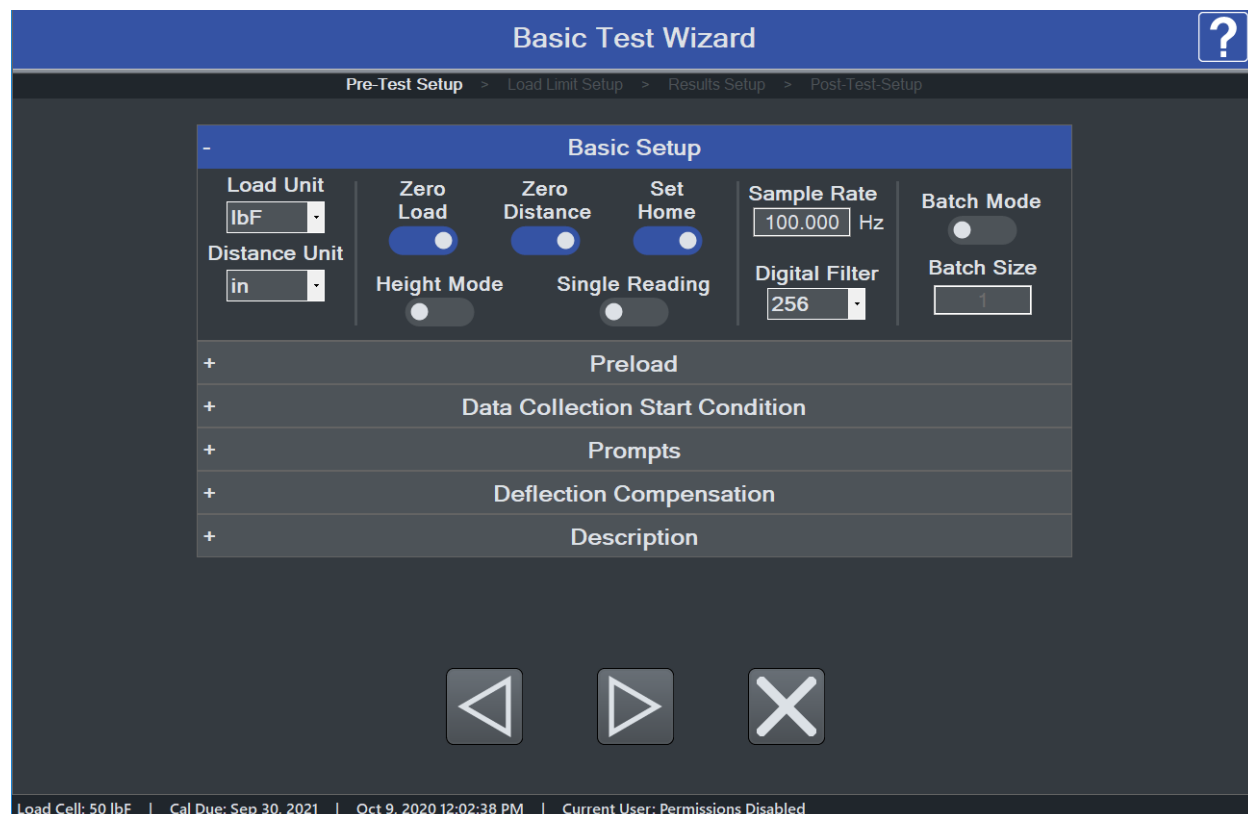 Basic Test Wizard
?
Pre-Test Setup > Load Limit Setup > Results Setup > Post-Test-Setup
- Basic Setup
Load Unit
lbF
Distance Unit
in
Zero Load
Zero Distance
Set Home
Height Mode
Single Reading
Sample Rate
100.000 Hz
Digital Filter
256
Batch Mode
Batch Size
1
+ Preload
+ Data Collection Start Condition
+ Prompts
+ Deflection Compensation
+ Description
Load Cell: 50 lbF | Cal Due: Sep 30, 2021 | Oct 9, 2020 12:02:38 PM | Current User: Permissions Disabled